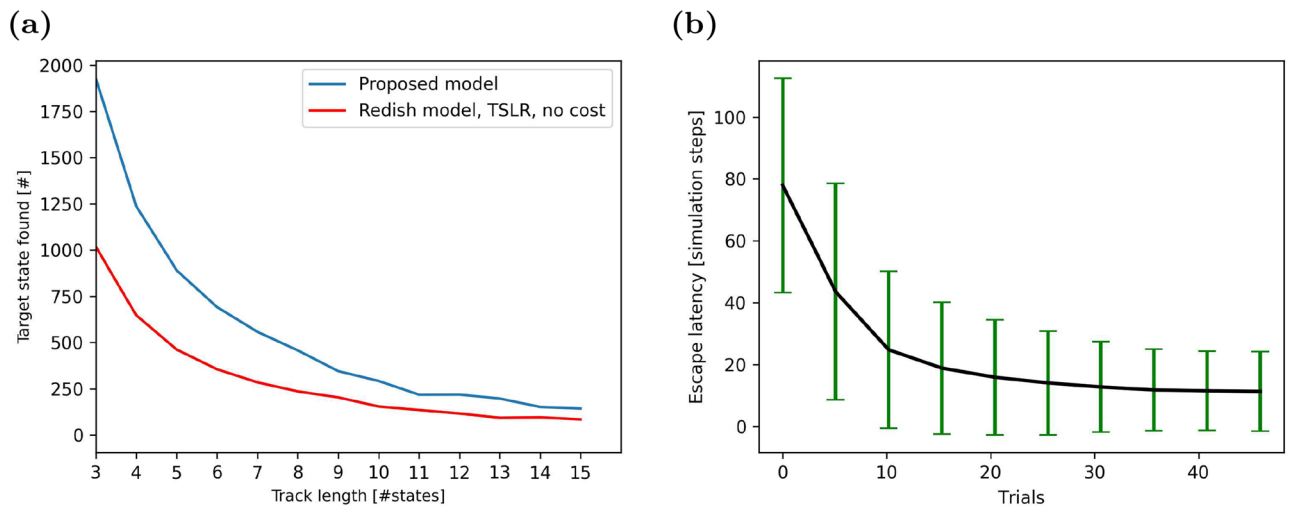 (a)
2000
1750
1500
1250
1000
750
500
250
0
Target state found [#]
Proposed model
Redish model, TSLR, no cost
3 4 5 6 7 8 9 10 11 12 13 14 15
Track length [#states]
(b)
100
80
60
40
20
0
Escape latency [simulation steps]
0 10 20 30 40
Trials